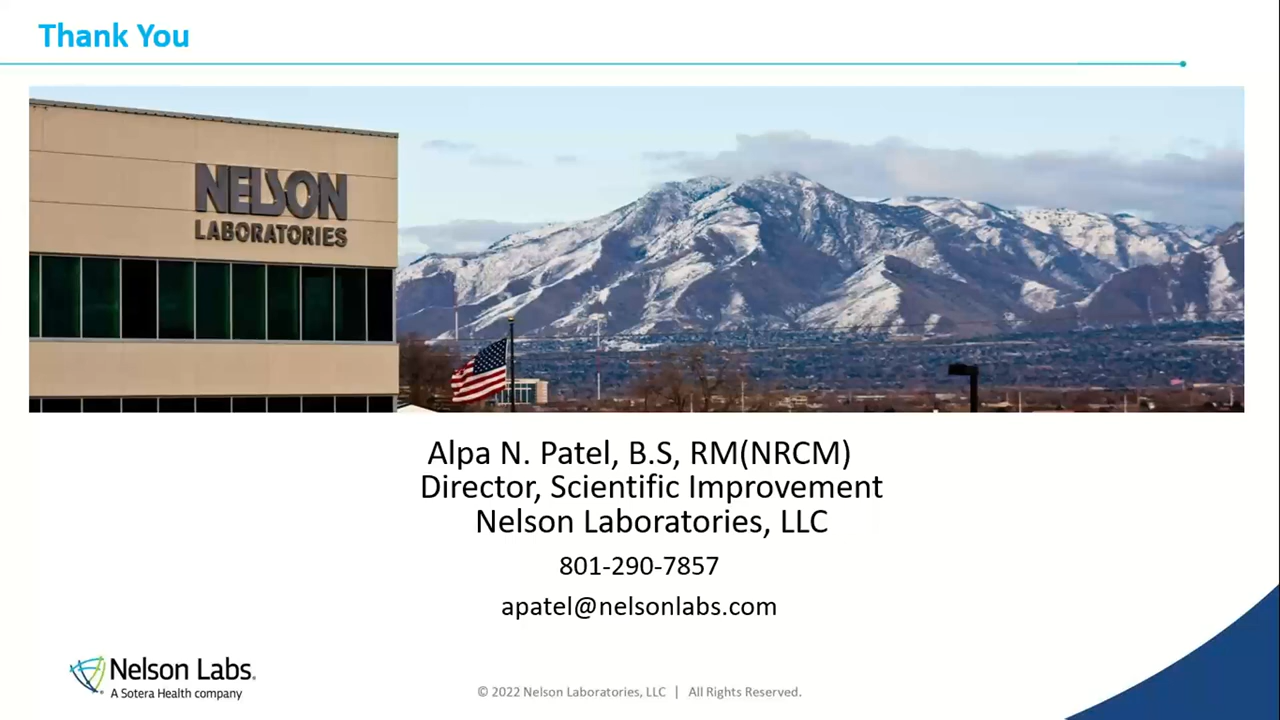 Thank You
NELSON
LABORATORIES
Alpa N. Patel, B.S, RM(NRCM)
Director, Scientific Improvement
Nelson Laboratories, LLC
801-290-7857
apatel@nelsonlabs.com
Nelson Labs.
A Sotera Health company
© 2022 Nelson Laboratories, LLC | All Rights Reserved.